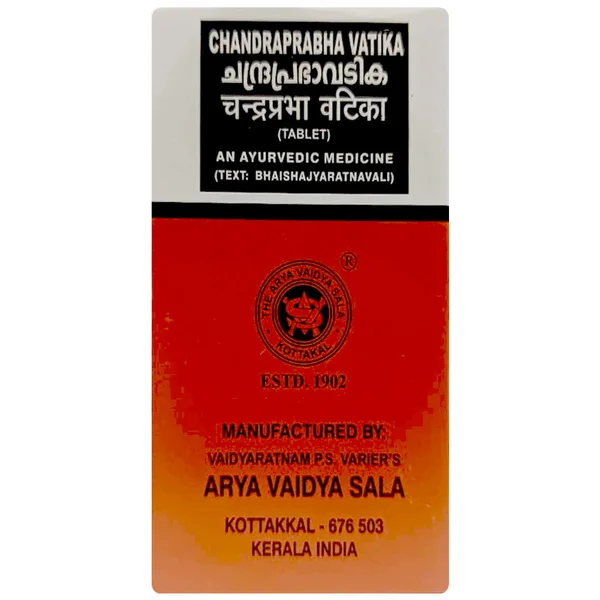 CHANDRAPRABHA VATIKA
ചന്ദ്രപ്രഭാവടിക
चन्द्रप्रभा वटिका
(TABLET)
AN AYURVEDIC MEDICINE
(TEXT: BHAISHAJYARATNAVALI)
®
THE ARYA VAIDYA SALA
KOTTAKAL
ESTD. 1902
MANUFACTURED BY:
VAIDYARATNAM P.S. VARIER'S
ARYA VAIDYA SALA
KOTTAKKAL - 676 503
KERALA INDIA